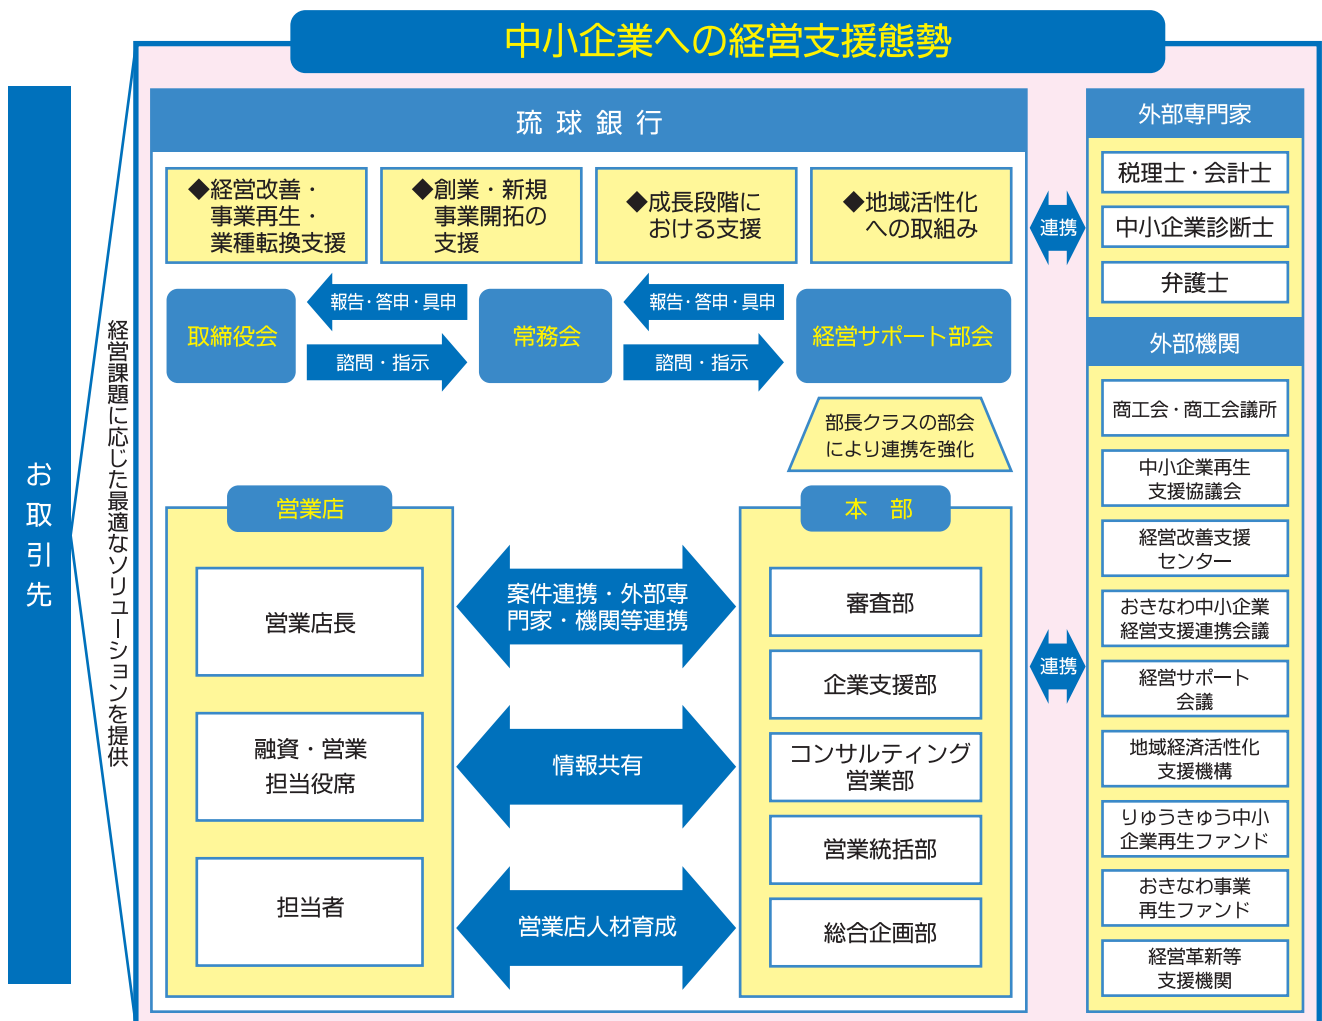 中小企業への経営支援態勢
お取引先
経営課題に応じた最適なソリューションを提供
琉球銀行
◆経営改善・
事業再生・
業種転換支援
◆創業・新規
事業開拓の
支援
◆成長段階に
おける支援
◆地域活性化
への取組み
取締役会
報告・答申・具申
諮問・指示
常務会
報告・答申・具申
諮問・指示
経営サポート部会
部長クラスの部会
により連携を強化
営業店
営業店長
融資・営業
担当役席
担当者
案件連携・外部専
門家・機関等連携
情報共有
営業店人材育成
本　部
審査部
企業支援部
コンサルティング
営業部
営業統括部
総合企画部
連携
連携
外部専門家
税理士・会計士
中小企業診断士
弁護士
外部機関
商工会・商工会議所
中小企業再生
支援協議会
経営改善支援
センター
おきなわ中小企業
経営支援連携会議
経営サポート
会議
地域経済活性化
支援機構
りゅうきゅう中小
企業再生ファンド
おきなわ事業
再生ファンド
経営革新等
支援機関